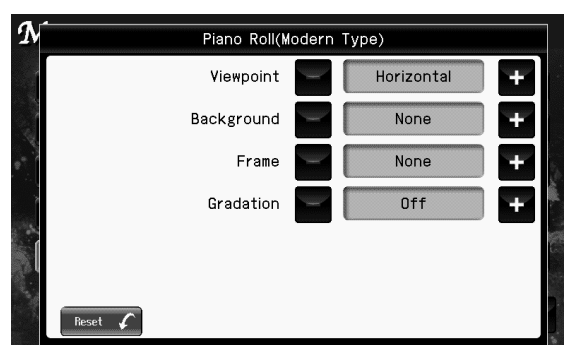 Piano Roll(Modern Type)
Viewpoint - Horizontal +
Background - None +
Frame - None +
Gradation - Off +
Reset